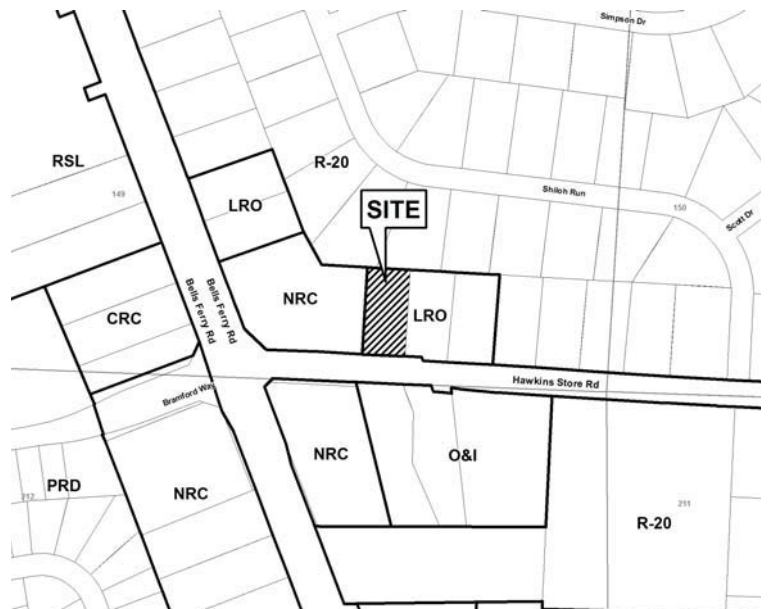 Simpson Dr
RSL
R-20
149
LRO
Shiloh Run
150
Scott Dr
SITE
Bells Ferry Rd
Bells Ferry Rd
NRC
LRO
CRC
Hawkins Store Rd
Bramford Way
NRC
O&I
PRD
212
NRC
211
R-20